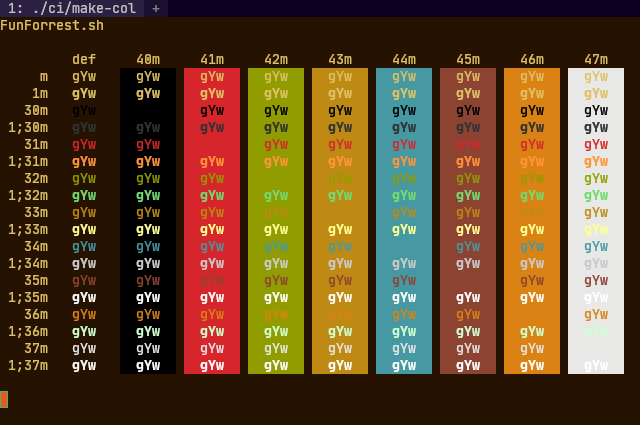 1: ./ci/make-col +
FunForrest.sh
def 40m 41m 42m 43m 44m 45m 46m 47m
m gYw gYw gYw gYw gYw gYw gYw gYw gYw
1m gYw gYw gYw gYw gYw gYw gYw gYw gYw
30m gYw gYw gYw gYw gYw gYw gYw gYw
1;30m gYw gYw gYw gYw gYw gYw gYw gYw gYw
31m gYw gYw gYw gYw gYw gYw gYw gYw
1;31m gYw gYw gYw gYw gYw gYw gYw gYw gYw
32m gYw gYw gYw gYw gYw gYw gYw gYw
1;32m gYw gYw gYw gYw gYw gYw gYw gYw gYw
33m gYw gYw gYw gYw gYw gYw gYw gYw
1;33m gYw gYw gYw gYw gYw gYw gYw gYw gYw
34m gYw gYw gYw gYw gYw gYw gYw gYw
1;34m gYw gYw gYw gYw gYw gYw gYw gYw gYw
35m gYw gYw gYw gYw gYw gYw gYw gYw
1;35m gYw gYw gYw gYw gYw gYw gYw gYw gYw
36m gYw gYw gYw gYw gYw gYw gYw gYw
1;36m gYw gYw gYw gYw gYw gYw gYw gYw gYw
37m gYw gYw gYw gYw gYw gYw gYw gYw
1;37m gYw gYw gYw gYw gYw gYw gYw gYw gYw